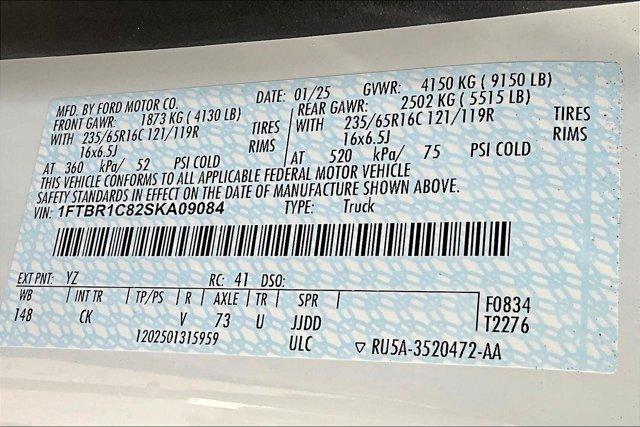 MFD. BY FORD MOTOR CO. DATE: 01/25 GVWR: 4150 KG ( 9150 LB)
FRONT GAWR: 1873 KG ( 4130 LB) REAR GAWR: 2502 KG ( 5515 LB)
WITH 235/65R16C 121/119R TIRES WITH 235/65R16C 121/119R TIRES
16x6.5J RIMS 16x6.5J RIMS
AT 360 kPa/ 52 PSI COLD AT 520 kPa/ 75 PSI COLD
THIS VEHICLE CONFORMS TO ALL APPLICABLE FEDERAL MOTOR VEHICLE
SAFETY STANDARDS IN EFFECT ON THE DATE OF MANUFACTURE SHOWN ABOVE.
VIN: 1FTBR1C82SKA09084 TYPE: Truck
EXT PNT: YZ RC: 41 DSO:
WB INT TR TP/PS R AXLE TR SPR F0834
148 CK V 73 U JJDD T2276
1202501315959 ULC ▽ RU5A-3520472-AA